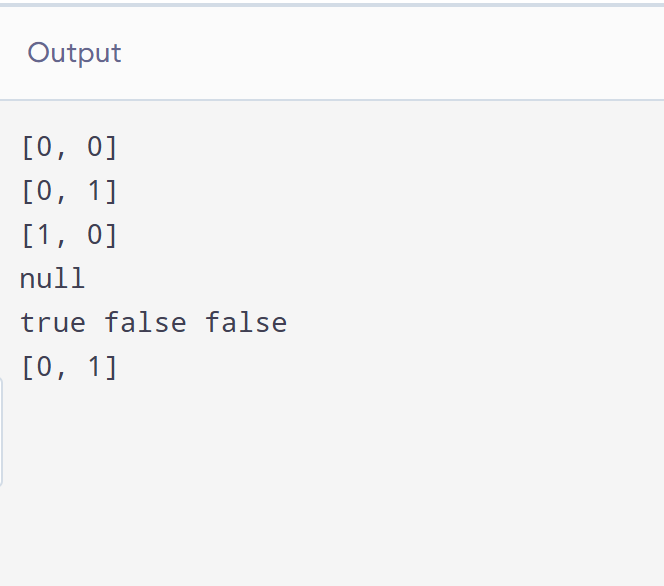 Output
[0, 0]
[0, 1]
[1, 0]
null
true false false
[0, 1]